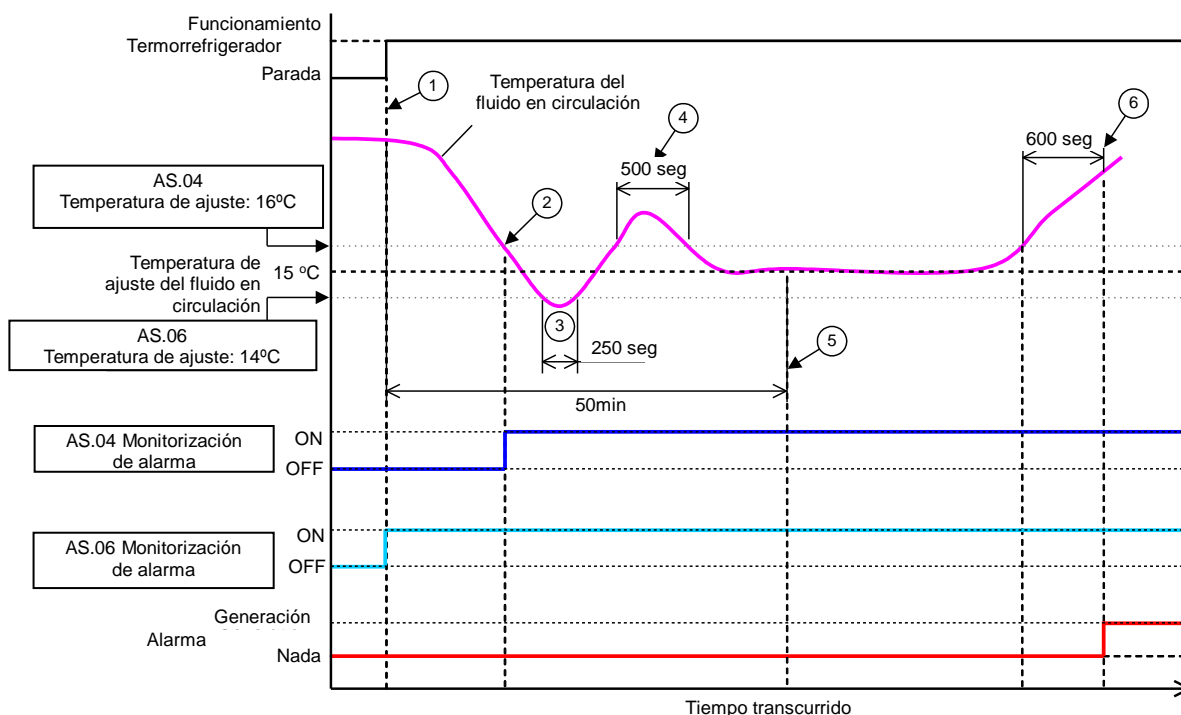 Funcionamiento
Termorrefrigerador
Parada
1
Temperatura del
fluido en circulación
4
6
500 seg
600 seg
AS.04
Temperatura de ajuste: 16ºC
2
Temperatura de
ajuste del fluido en
circulación
15 ºC
AS.06
Temperatura de ajuste: 14ºC
3
250 seg
5
50min
AS.04 Monitorización
de alarma
ON
OFF
AS.06 Monitorización
de alarma
ON
OFF
Generación
Alarma
Nada
Tiempo transcurrido